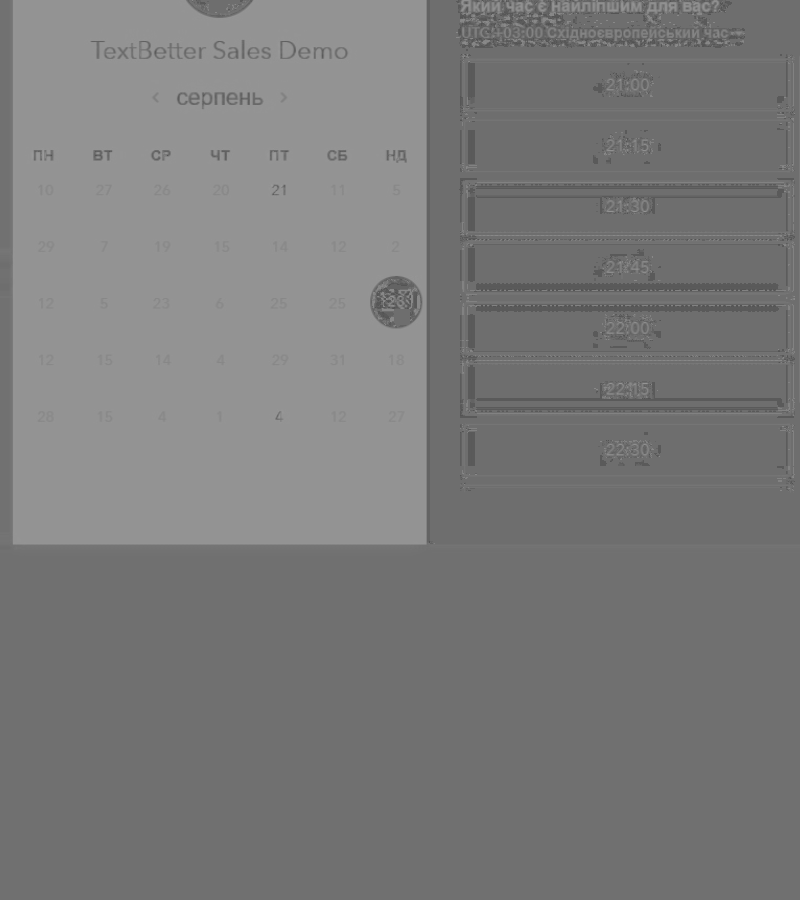 TextBetter Sales Demo
‹ серпень ›
ПН ВТ СР ЧТ ПТ СБ НД
10 27 26 20 21 11 5
29 7 19 15 14 12 2
12 5 23 6 25 25 23
12 15 14 4 29 31 18
28 15 4 1 4 12 27
Який час є найліпшим для вас?
UTC+03:00 Східноєвропейський час
21:00
21:15
21:30
21:45
22:00
22:15
22:30